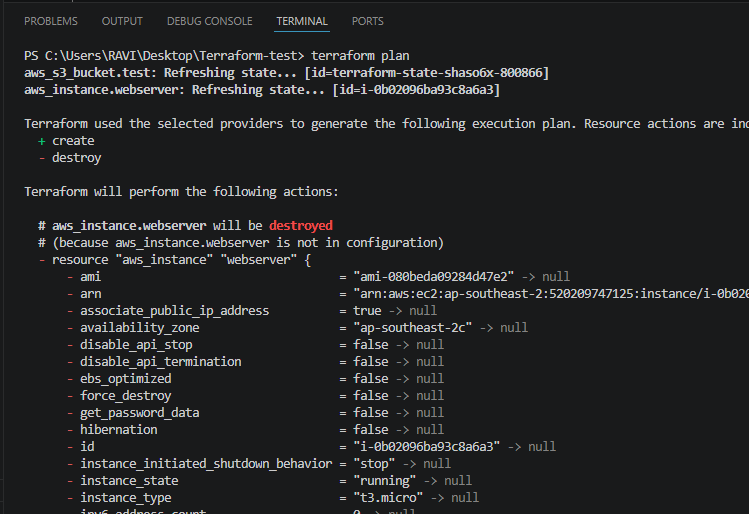 PROBLEMS OUTPUT DEBUG CONSOLE TERMINAL PORTS
PS C:\Users\RAVI\Desktop\Terraform-test> terraform plan
aws_s3_bucket.test: Refreshing state... [id=terraform-state-shaso6x-800866]
aws_instance.webserver: Refreshing state... [id=i-0b02096ba93c8a6a3]
Terraform used the selected providers to generate the following execution plan. Resource actions are ind
+ create
- destroy
Terraform will perform the following actions:
# aws_instance.webserver will be destroyed
# (because aws_instance.webserver is not in configuration)
- resource "aws_instance" "webserver" {
- ami = "ami-080beda09284d47e2" -> null
- arn = "arn:aws:ec2:ap-southeast-2:520209747125:instance/i-0b020
- associate_public_ip_address = true -> null
- availability_zone = "ap-southeast-2c" -> null
- disable_api_stop = false -> null
- disable_api_termination = false -> null
- ebs_optimized = false -> null
- force_destroy = false -> null
- get_password_data = false -> null
- hibernation = false -> null
- id = "i-0b02096ba93c8a6a3" -> null
- instance_initiated_shutdown_behavior = "stop" -> null
- instance_state = "running" -> null
- instance_type = "t3.micro" -> null
- ipv6_address_count = 0 -> null